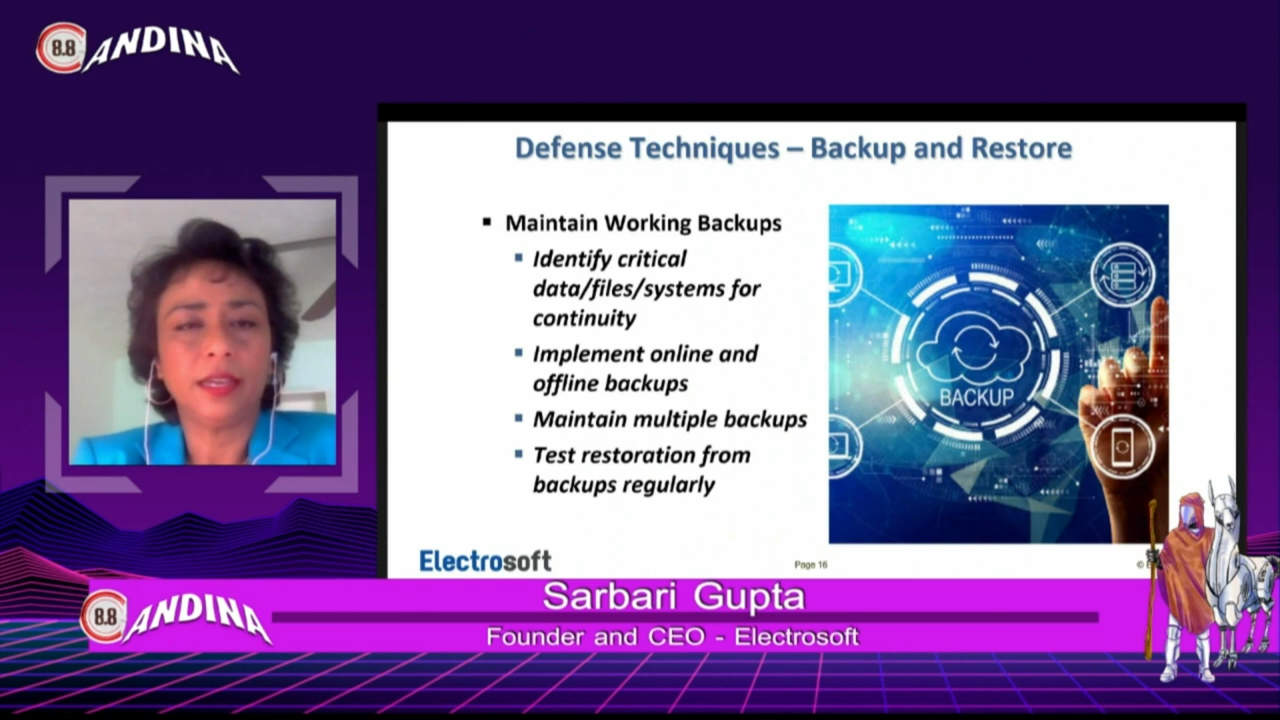 8.8 ANDINA
Defense Techniques – Backup and Restore
▪ Maintain Working Backups
▪ Identify critical
data/files/systems for
continuity
▪ Implement online and
offline backups
▪ Maintain multiple backups
▪ Test restoration from
backups regularly
BACKUP
Electrosoft
Page 16
©
Sarbari Gupta
8.8 ANDINA
Founder and CEO - Electrosoft